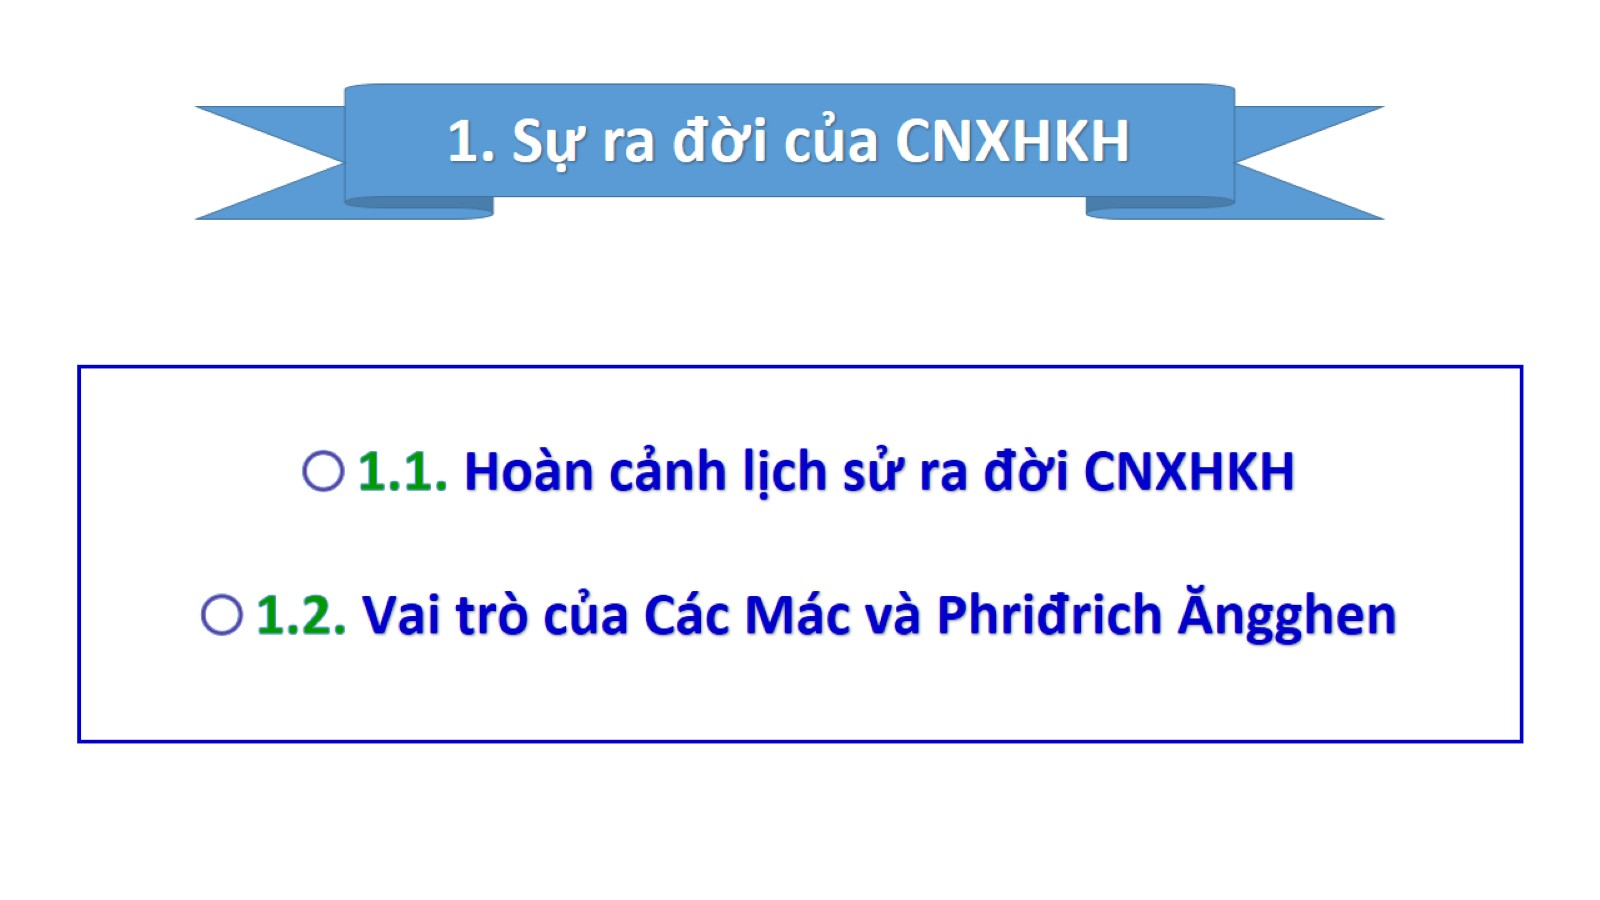 1. Sự ra đời của CNXHKH
1.1. Hoàn cảnh lịch sử ra đời CNXHKH
1.2. Vai trò của Các Mác và Phriđrich Ăngghen